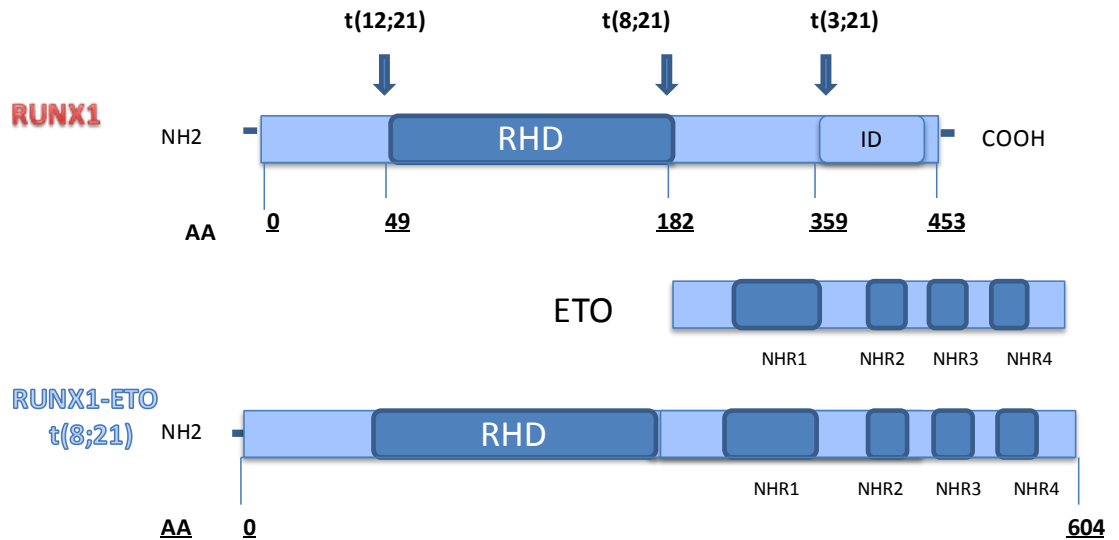 t(12;21) t(8;21) t(3;21)
RUNX1
NH2 RHD ID COOH
AA 0 49 182 359 453
ETO
NHR1 NHR2 NHR3 NHR4
RUNX1-ETO
t(8;21) NH2 RHD
NHR1 NHR2 NHR3 NHR4
AA 0 604